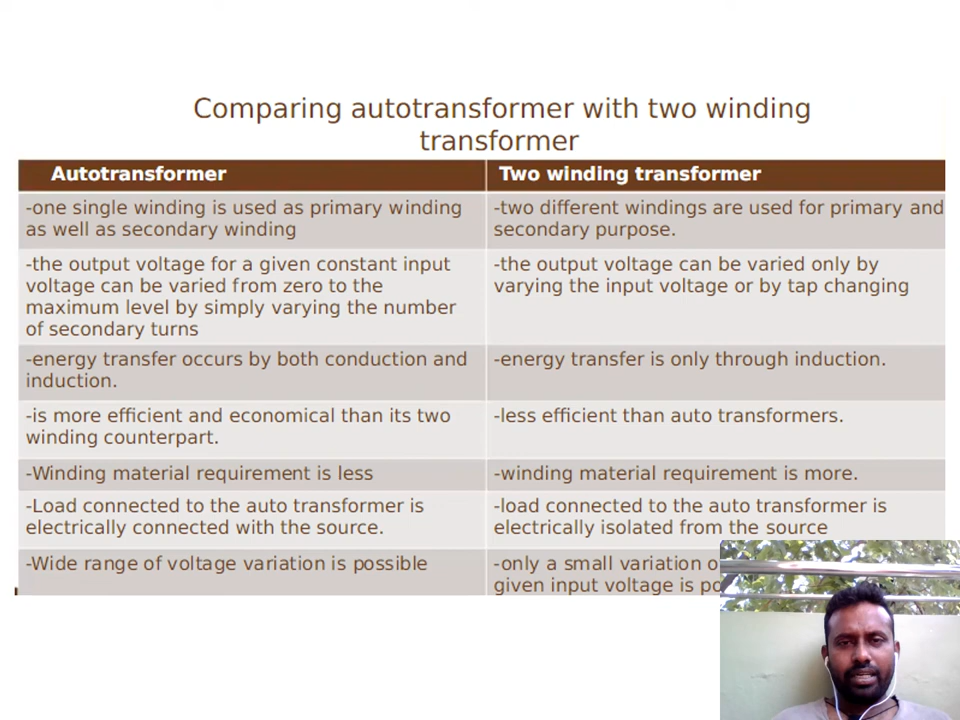 Comparing autotransformer with two winding
transformer
Autotransformer
Two winding transformer
-one single winding is used as primary winding
as well as secondary winding
-two different windings are used for primary and
secondary purpose.
-the output voltage for a given constant input
voltage can be varied from zero to the
maximum level by simply varying the number
of secondary turns
-the output voltage can be varied only by
varying the input voltage or by tap changing
-energy transfer occurs by both conduction and
induction.
-energy transfer is only through induction.
-is more efficient and economical than its two
winding counterpart.
-less efficient than auto transformers.
-Winding material requirement is less
-winding material requirement is more.
-Load connected to the auto transformer is
electrically connected with the source.
-load connected to the auto transformer is
electrically isolated from the source
-Wide range of voltage variation is possible
-only a small variation
given input voltage is